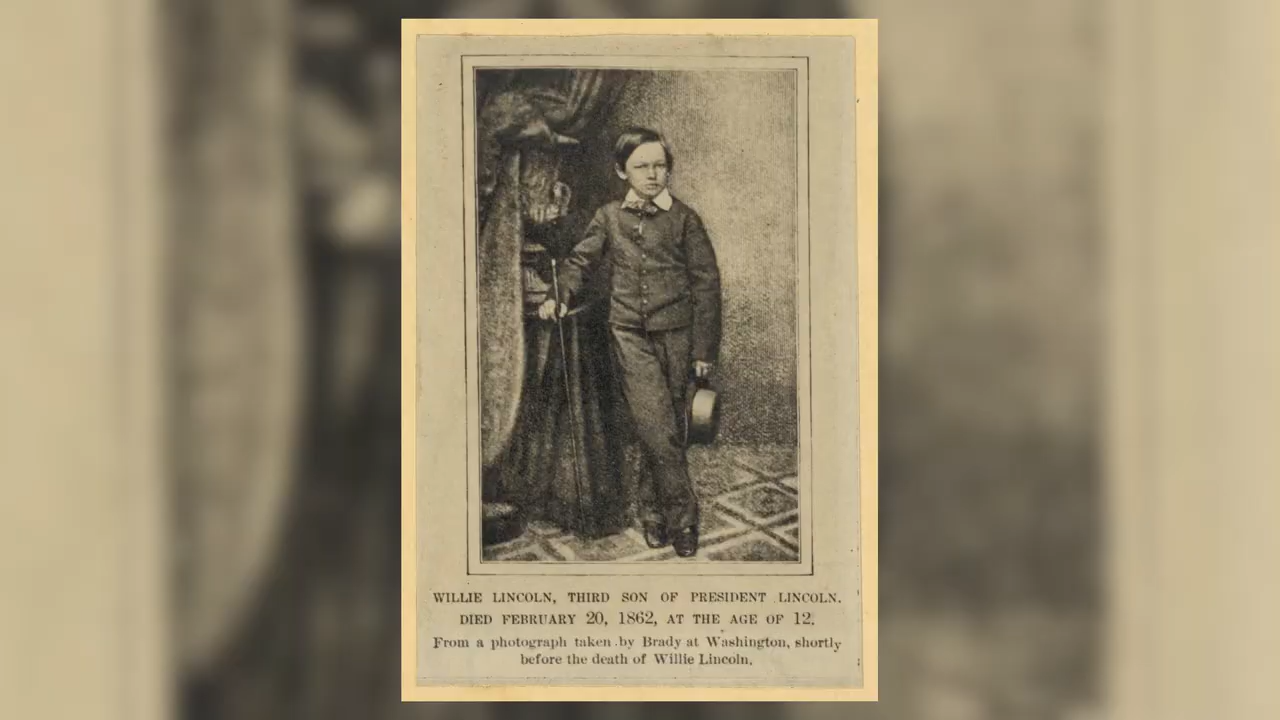 WILLIE LINCOLN, THIRD SON OF PRESIDENT LINCOLN.
DIED FEBRUARY 20, 1862, AT THE AGE OF 12.
From a photograph taken by Brady at Washington, shortly
before the death of Willie Lincoln.